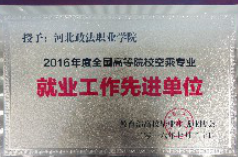 授予：河北政法职业学院
2016年度全国高等院校空乘专业
就业工作先进单位